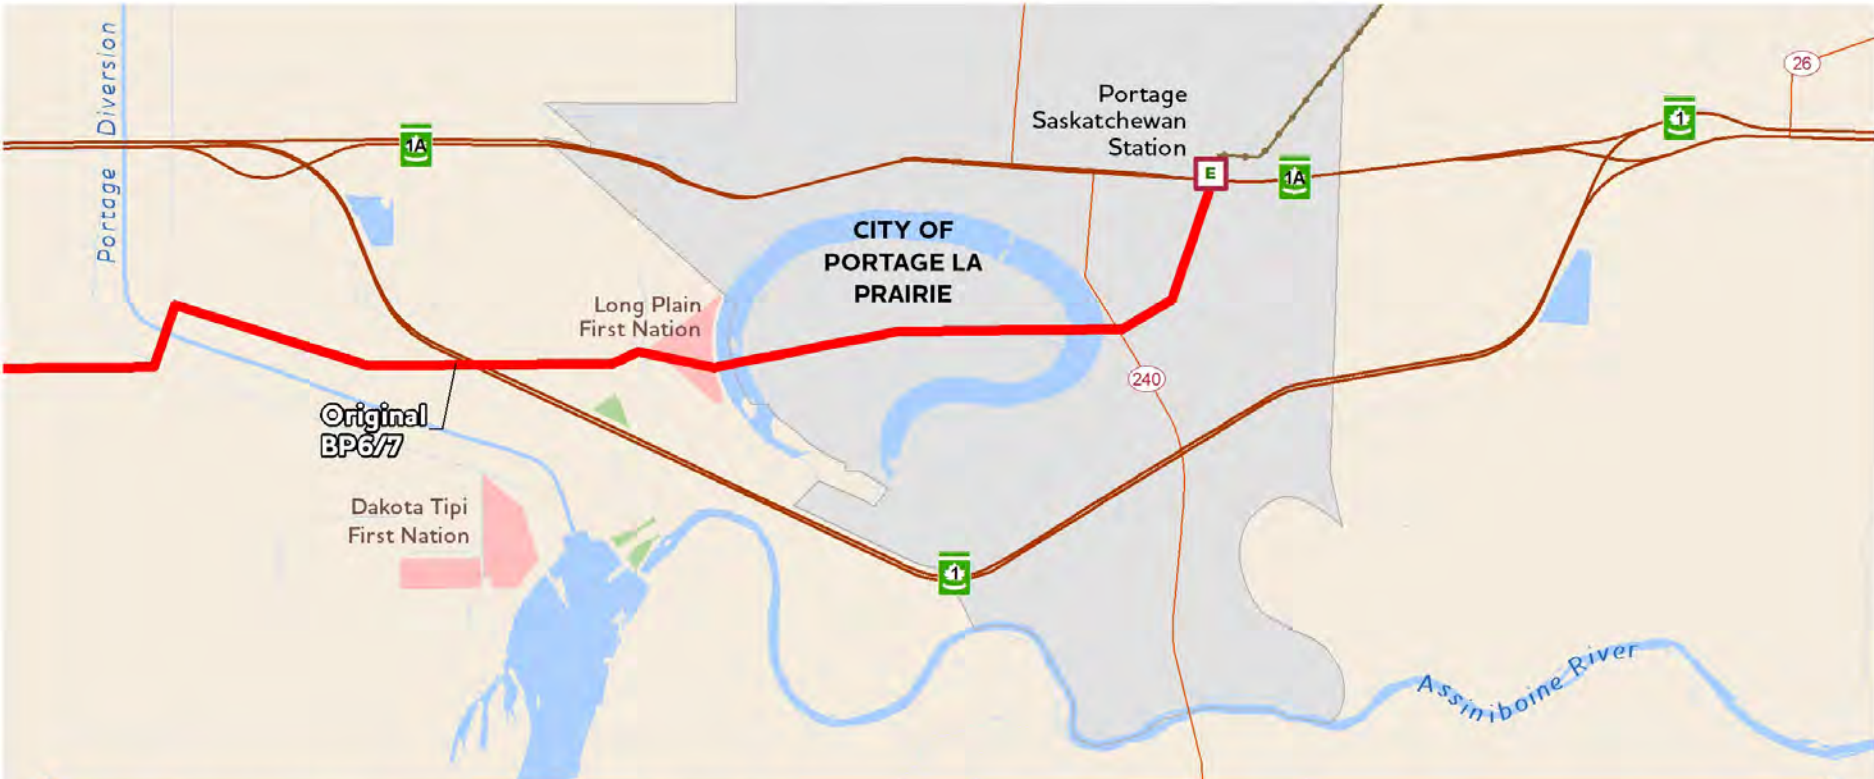 Portage Diversion
1A
Portage
Saskatchewan
Station
E
1A
1
26
CITY OF
PORTAGE LA
PRAIRIE
Long Plain
First Nation
240
Original
BP6/7
Dakota Tipi
First Nation
1
Assiniboine River